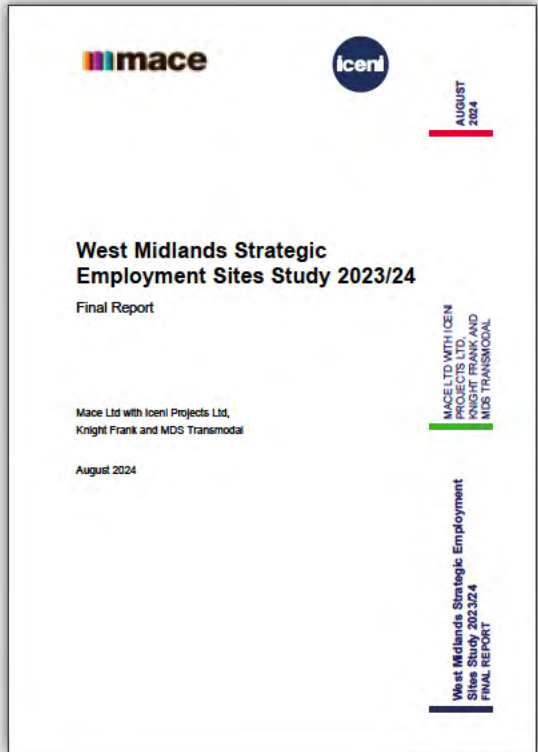 mace
iceni
AUGUST
2024
West Midlands Strategic
Employment Sites Study 2023/24
Final Report
MACE LTD WITH ICENI
PROJECTS LTD,
KNIGHT FRANK AND
MDS TRANSMODAL
Mace Ltd with Iceni Projects Ltd,
Knight Frank and MDS Transmodal
August 2024
West Midlands Strategic Employment
Sites Study 2023/24
FINAL REPORT